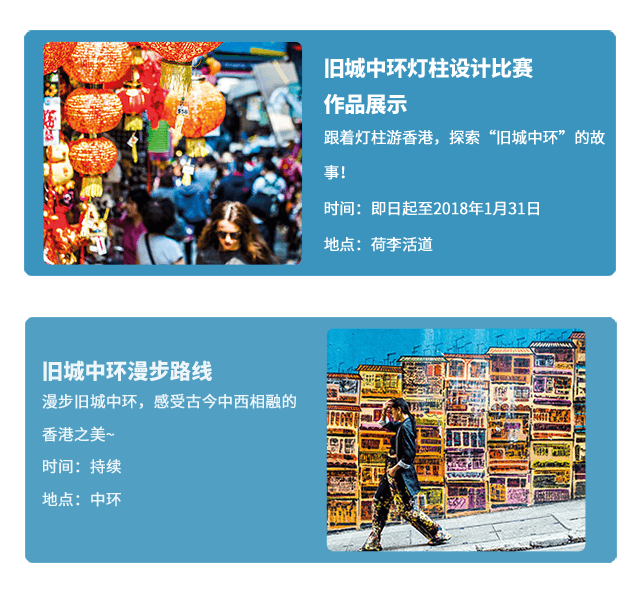 旧城中环灯柱设计比赛
作品展示
跟着灯柱游香港，探索“旧城中环”的故
事！
时间：即日起至2018年1月31日
地点：荷李活道
旧城中环漫步路线
漫步旧城中环，感受古今中西相融的
香港之美~
时间：持续
地点：中环